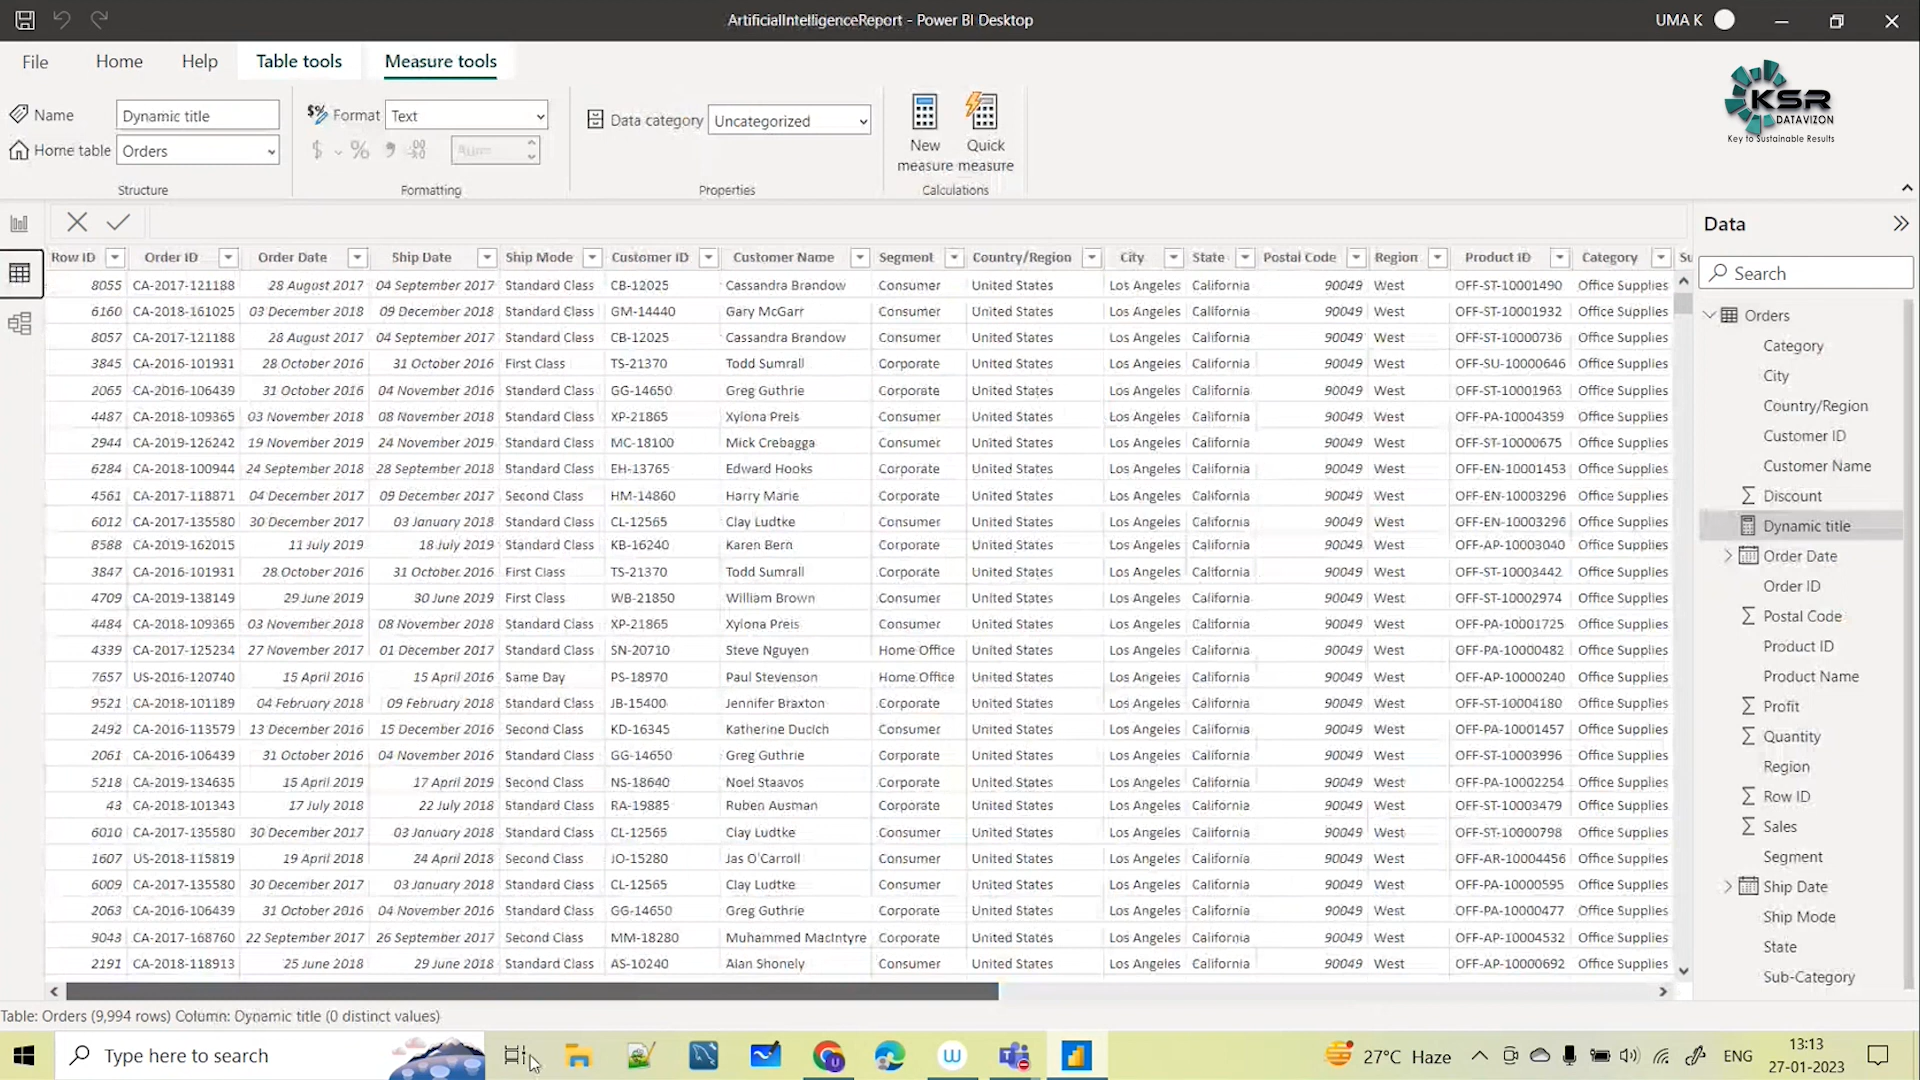 ArtificialIntelligenceReport - Power BI Desktop
UMA K
File Home Help Table tools Measure tools
Name Dynamic title
Home table Orders
Structure
Format Text
$ % 9 Auto
Formatting
Data category Uncategorized
Properties
New measure
Quick measure
Calculations
KSR
DATAVIZON
Key to Sustainable Results
Row ID Order ID Order Date Ship Date Ship Mode Customer ID Customer Name Segment Country/Region City State Postal Code Region Product ID Category Su
8055 CA-2017-121188 28 August 2017 04 September 2017 Standard Class CB-12025 Cassandra Brandow Consumer United States Los Angeles California 90049 West OFF-ST-10001490 Office Supplies
6160 CA-2018-161025 03 December 2018 09 December 2018 Standard Class GM-14440 Gary McGarr Consumer United States Los Angeles California 90049 West OFF-ST-10001932 Office Supplies
8057 CA-2017-121188 28 August 2017 04 September 2017 Standard Class CB-12025 Cassandra Brandow Consumer United States Los Angeles California 90049 West OFF-ST-10000736 Office Supplies
3845 CA-2016-101931 28 October 2016 31 October 2016 First Class TS-21370 Todd Sumrall Corporate United States Los Angeles California 90049 West OFF-SU-10000646 Office Supplies
2065 CA-2016-106439 31 October 2016 04 November 2016 Standard Class GG-14650 Greg Guthrie Corporate United States Los Angeles California 90049 West OFF-ST-10001963 Office Supplies
4487 CA-2018-109365 03 November 2018 08 November 2018 Standard Class XP-21865 Xylona Preis Consumer United States Los Angeles California 90049 West OFF-PA-10004359 Office Supplies
2944 CA-2019-126242 19 November 2019 24 November 2019 Standard Class MC-18100 Mick Crebagga Consumer United States Los Angeles California 90049 West OFF-ST-10000675 Office Supplies
6284 CA-2018-100944 24 September 2018 28 September 2018 Standard Class EH-13765 Edward Hooks Corporate United States Los Angeles California 90049 West OFF-EN-10001453 Office Supplies
4561 CA-2017-118871 04 December 2017 09 December 2017 Second Class HM-14860 Harry Marie Corporate United States Los Angeles California 90049 West OFF-EN-10003296 Office Supplies
6012 CA-2017-135580 30 December 2017 03 January 2018 Standard Class CL-12565 Clay Ludtke Consumer United States Los Angeles California 90049 West OFF-EN-10003296 Office Supplies
8588 CA-2019-162015 11 July 2019 18 July 2019 Standard Class KB-16240 Karen Bern Corporate United States Los Angeles California 90049 West OFF-AP-10003040 Office Supplies
3847 CA-2016-101931 28 October 2016 31 October 2016 First Class TS-21370 Todd Sumrall Corporate United States Los Angeles California 90049 West OFF-ST-10003442 Office Supplies
4709 CA-2019-138149 29 June 2019 30 June 2019 First Class WB-21850 William Brown Consumer United States Los Angeles California 90049 West OFF-ST-10002974 Office Supplies
4484 CA-2018-109365 03 November 2018 08 November 2018 Standard Class XP-21865 Xylona Preis Consumer United States Los Angeles California 90049 West OFF-PA-10001725 Office Supplies
4339 CA-2017-125234 27 November 2017 01 December 2017 Standard Class SN-20710 Steve Nguyen Home Office United States Los Angeles California 90049 West OFF-PA-10000482 Office Supplies
7657 US-2016-120740 15 April 2016 15 April 2016 Same Day PS-18970 Paul Stevenson Home Office United States Los Angeles California 90049 West OFF-AP-10000240 Office Supplies
9521 CA-2018-101189 04 February 2018 09 February 2018 Standard Class JB-15400 Jennifer Braxton Corporate United States Los Angeles California 90049 West OFF-ST-10004180 Office Supplies
2492 CA-2016-113579 13 December 2016 15 December 2016 Second Class KD-16345 Katherine Ducich Consumer United States Los Angeles California 90049 West OFF-PA-10001457 Office Supplies
2061 CA-2016-106439 31 October 2016 04 November 2016 Standard Class GG-14650 Greg Guthrie Corporate United States Los Angeles California 90049 West OFF-ST-10003996 Office Supplies
5218 CA-2019-134635 15 April 2019 17 April 2019 Second Class NS-18640 Noel Staavos Corporate United States Los Angeles California 90049 West OFF-PA-10002254 Office Supplies
43 CA-2018-101343 17 July 2018 22 July 2018 Standard Class RA-19885 Ruben Ausman Corporate United States Los Angeles California 90049 West OFF-ST-10003479 Office Supplies
6010 CA-2017-135580 30 December 2017 03 January 2018 Standard Class CL-12565 Clay Ludtke Consumer United States Los Angeles California 90049 West OFF-ST-10000798 Office Supplies
1607 US-2018-115819 19 April 2018 24 April 2018 Second Class JO-15280 Jas O'Carroll Consumer United States Los Angeles California 90049 West OFF-AR-10004456 Office Supplies
6009 CA-2017-135580 30 December 2017 03 January 2018 Standard Class CL-12565 Clay Ludtke Consumer United States Los Angeles California 90049 West OFF-PA-10000595 Office Supplies
2063 CA-2016-106439 31 October 2016 04 November 2016 Standard Class GG-14650 Greg Guthrie Corporate United States Los Angeles California 90049 West OFF-PA-10000477 Office Supplies
9043 CA-2017-168760 22 September 2017 26 September 2017 Second Class MM-18280 Muhammed MacIntyre Corporate United States Los Angeles California 90049 West OFF-AP-10004532 Office Supplies
2191 CA-2018-118913 25 June 2018 29 June 2018 Standard Class AS-10240 Alan Shonely Consumer United States Los Angeles California 90049 West OFF-AP-10000692 Office Supplies
Data
Search
Orders
Category
City
Country/Region
Customer ID
Customer Name
Discount
Dynamic title
Order Date
Order ID
Postal Code
Product ID
Product Name
Profit
Quantity
Region
Row ID
Sales
Segment
Ship Date
Ship Mode
State
Sub-Category
Table: Orders (9,994 rows) Column: Dynamic title (0 distinct values)
Type here to search
27°C Haze
ENG
13:13
27-01-2023